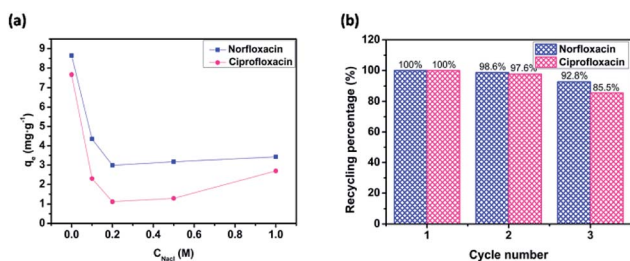 (a)
Norfloxacin
Ciprofloxacin
9
8
7
6
5
4
3
2
1
0
qe (mg·g-1)
0.0 0.2 0.4 0.6 0.8 1.0
CNacl (M)
(b)
Norfloxacin
Ciprofloxacin
120
100
80
60
40
20
0
Recycling percentage (%)
100% 100%
98.6% 97.6%
92.8%
85.5%
1 2 3
Cycle number